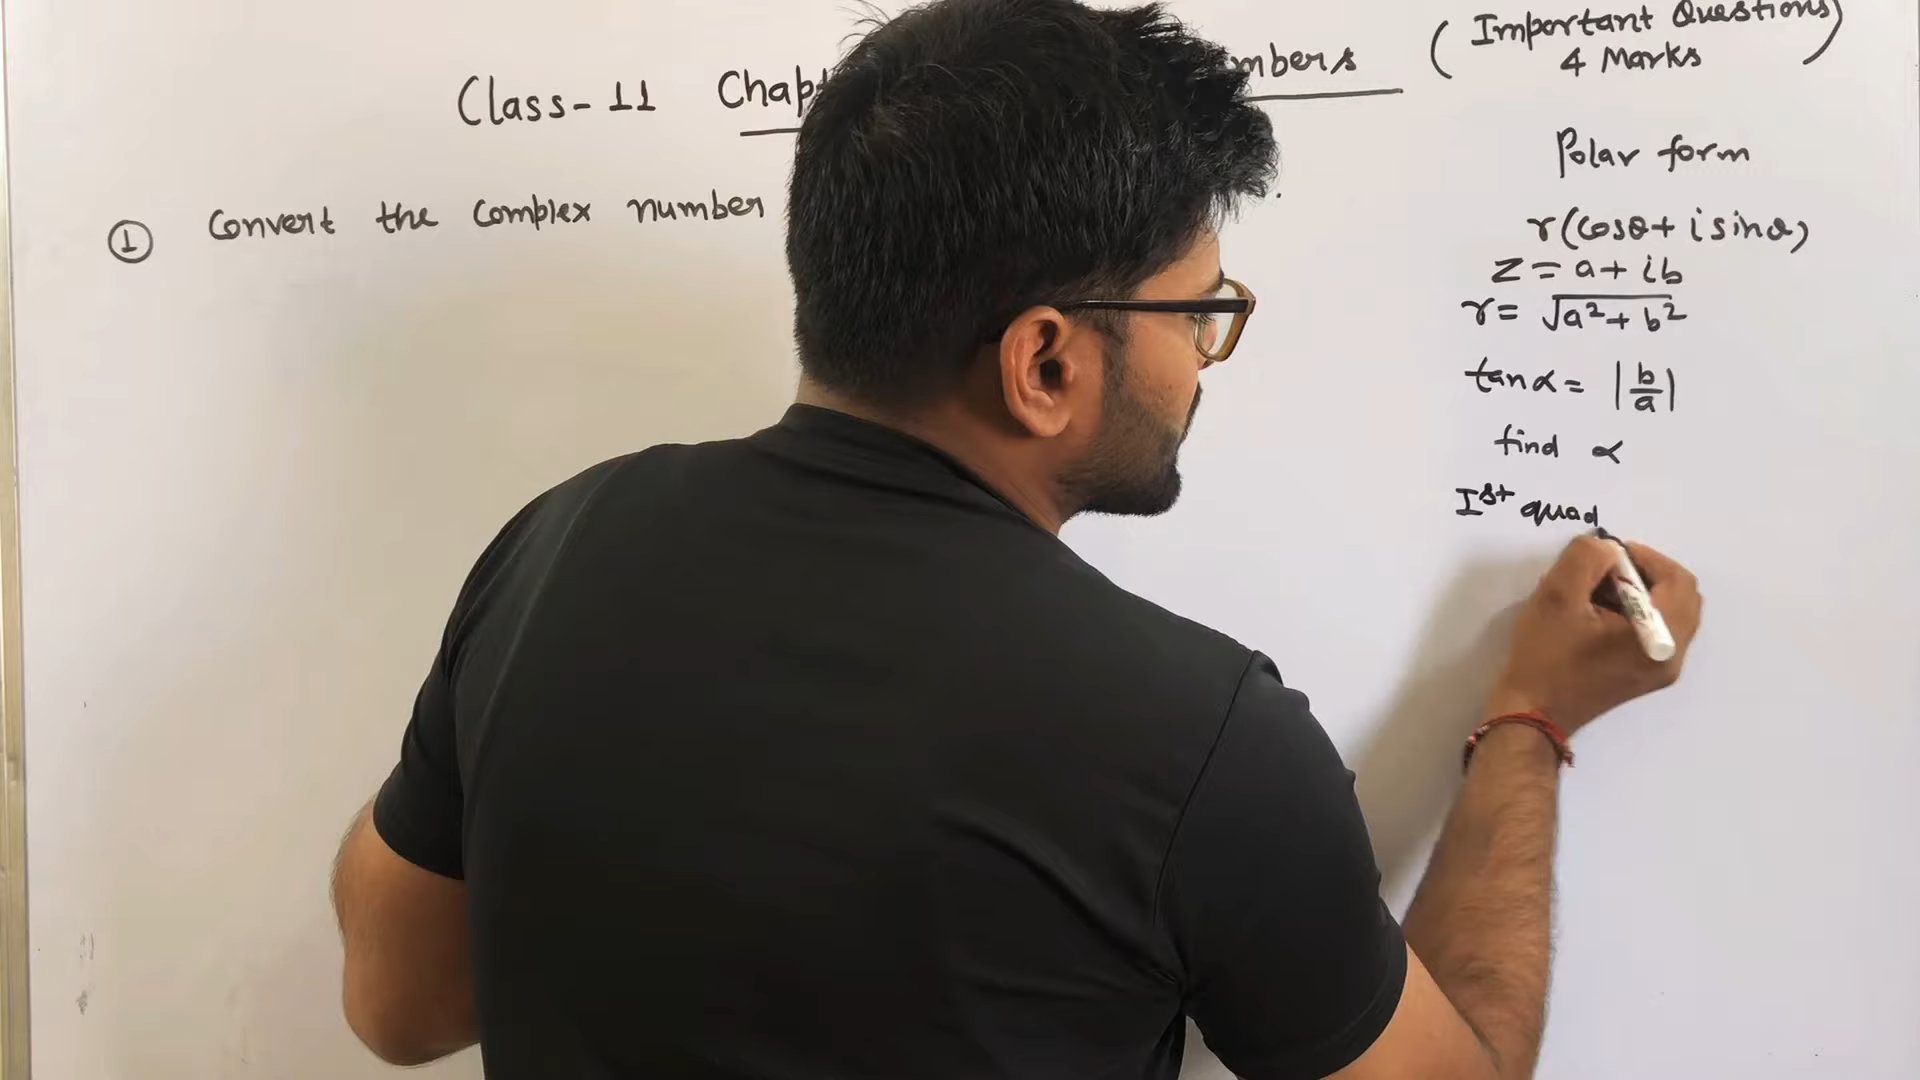 Class-11 Chap mbers
(Important Questions)
4 Marks
① Convert the Complex number .
Polar form
r(cosθ + i sinθ)
z = a + ib
r = √a² + b²
tanα = |b/a|
find α
Iˢᵗ quad